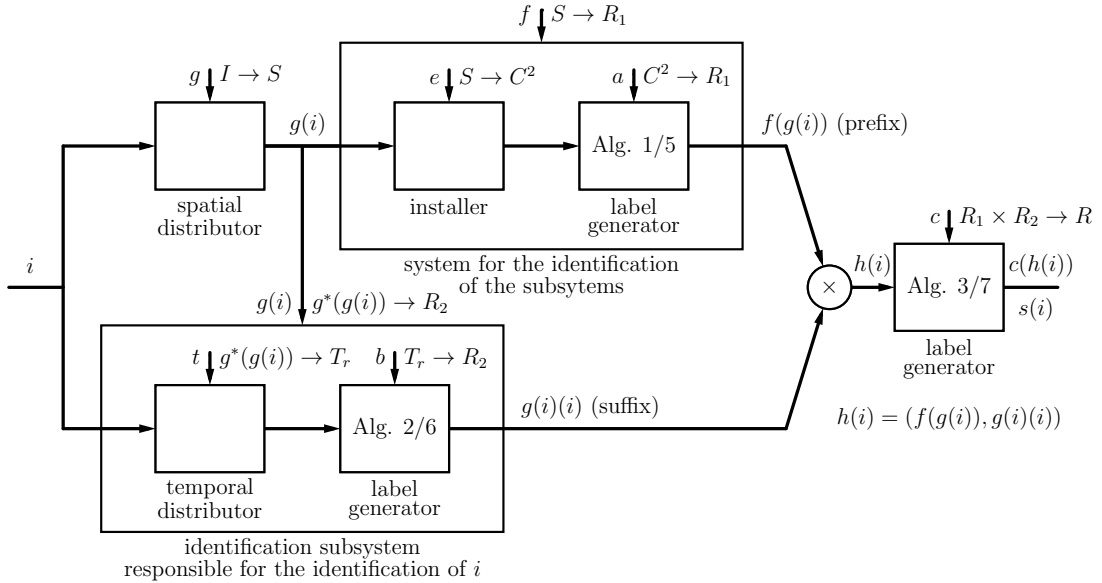 f S → R₁
g I → S
e S → C²
a C² → R₁
g(i)
Alg. 1/5
f(g(i)) (prefix)
spatial
distributor
installer
label
generator
c R₁ × R₂ → R
system for the identification
of the subsytems
i
h(i)
Alg. 3/7
c(h(i))
s(i)
×
g(i) g*(g(i)) → R₂
label
generator
t g*(g(i)) → Tᵣ
b Tᵣ → R₂
Alg. 2/6
g(i)(i) (suffix)
h(i) = (f(g(i)), g(i)(i))
temporal
distributor
label
generator
identification subsystem
responsible for the identification of i